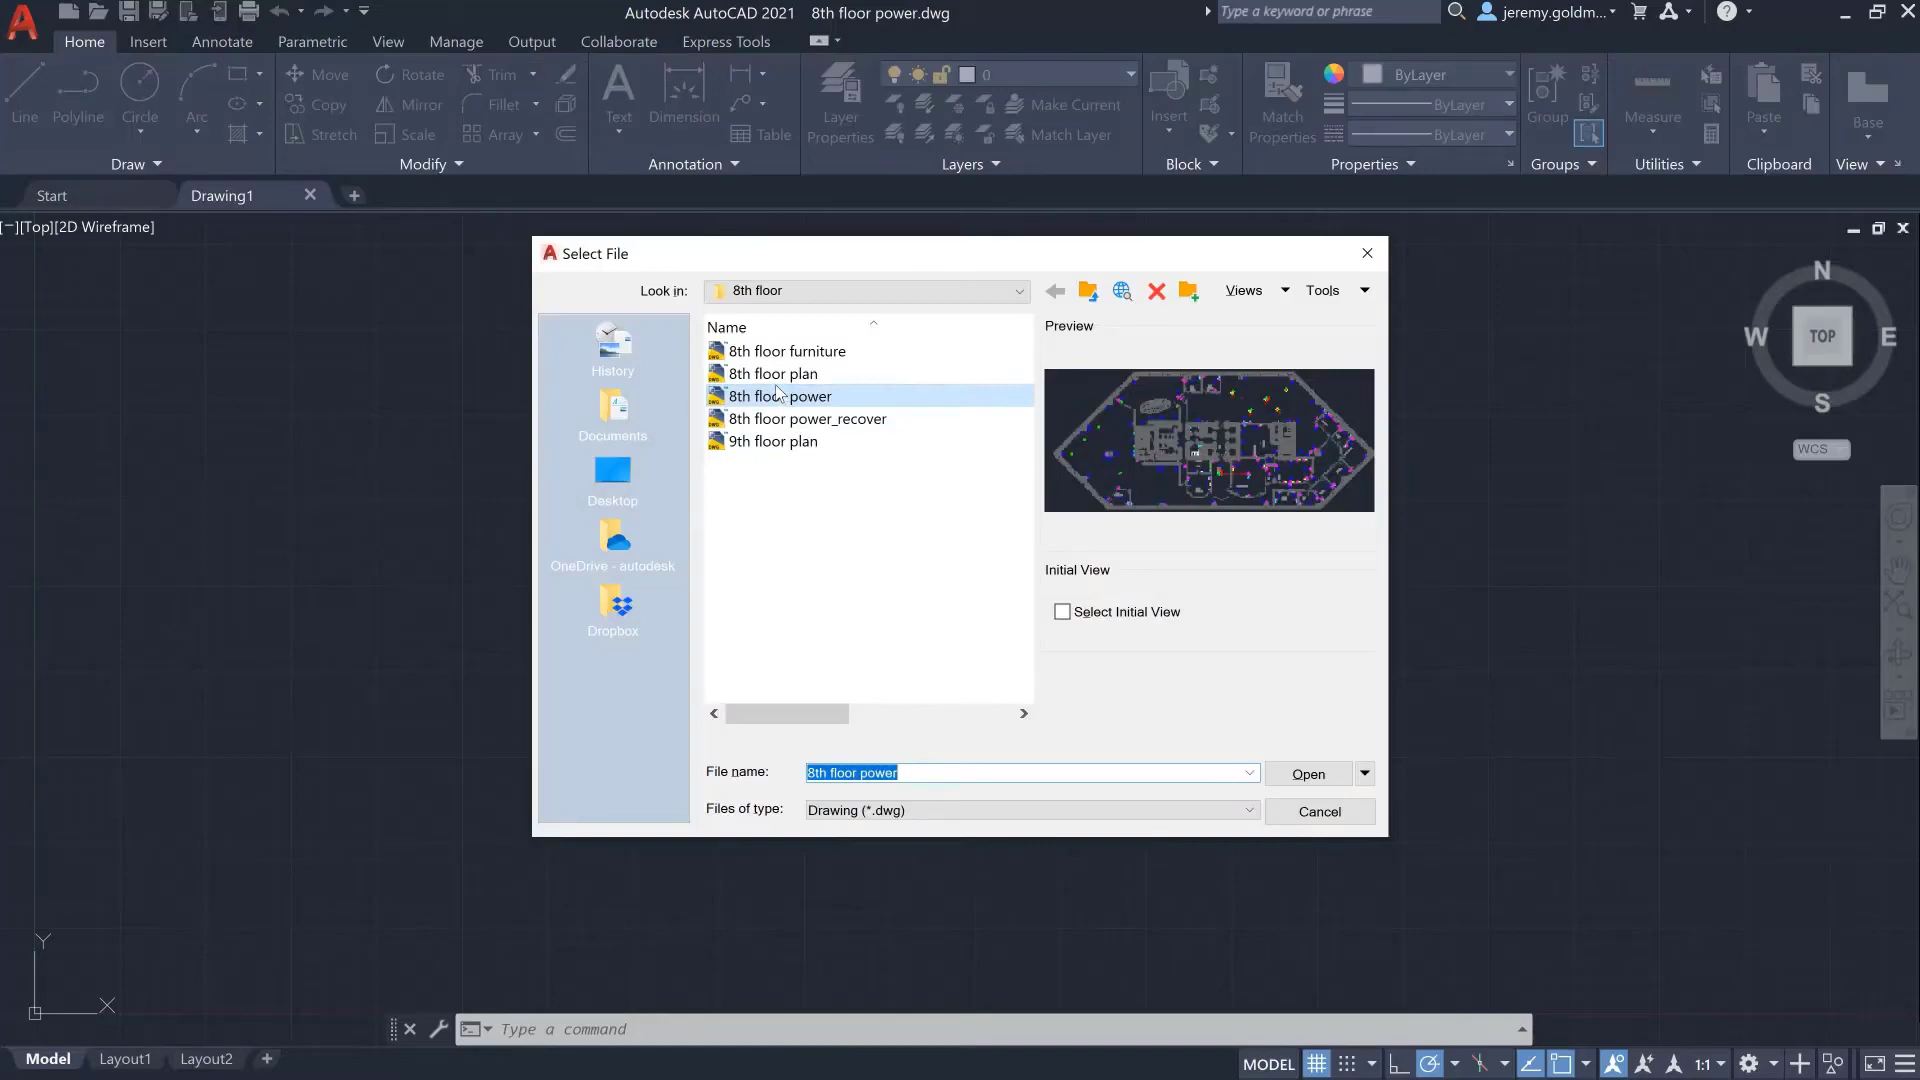 Autodesk AutoCAD 2021 8th floor power.dwg
Type a keyword or phrase
jeremy.goldm...
Home Insert Annotate Parametric View Manage Output Collaborate Express Tools
Line Polyline Circle Arc
Move Rotate Trim
Copy Mirror Fillet
Stretch Scale Array
Text Dimension Table
Layer Properties
0
Make Current
Match Layer
Insert
Match Properties
ByLayer
ByLayer
ByLayer
Group Measure Paste Base
Draw Modify Annotation Layers Block Properties Groups Utilities Clipboard View
Start Drawing1
[−][Top][2D Wireframe]
Select File
Look in: 8th floor Views Tools
History
Documents
Desktop
OneDrive - autodesk
Dropbox
Name
8th floor furniture
8th floor plan
8th floor power
8th floor power_recover
9th floor plan
Preview
Initial View
Select Initial View
File name: 8th floor power Open
Files of type: Drawing (*.dwg) Cancel
N
W TOP E
S
WCS
Y
X
Type a command
Model Layout1 Layout2
MODEL 1:1